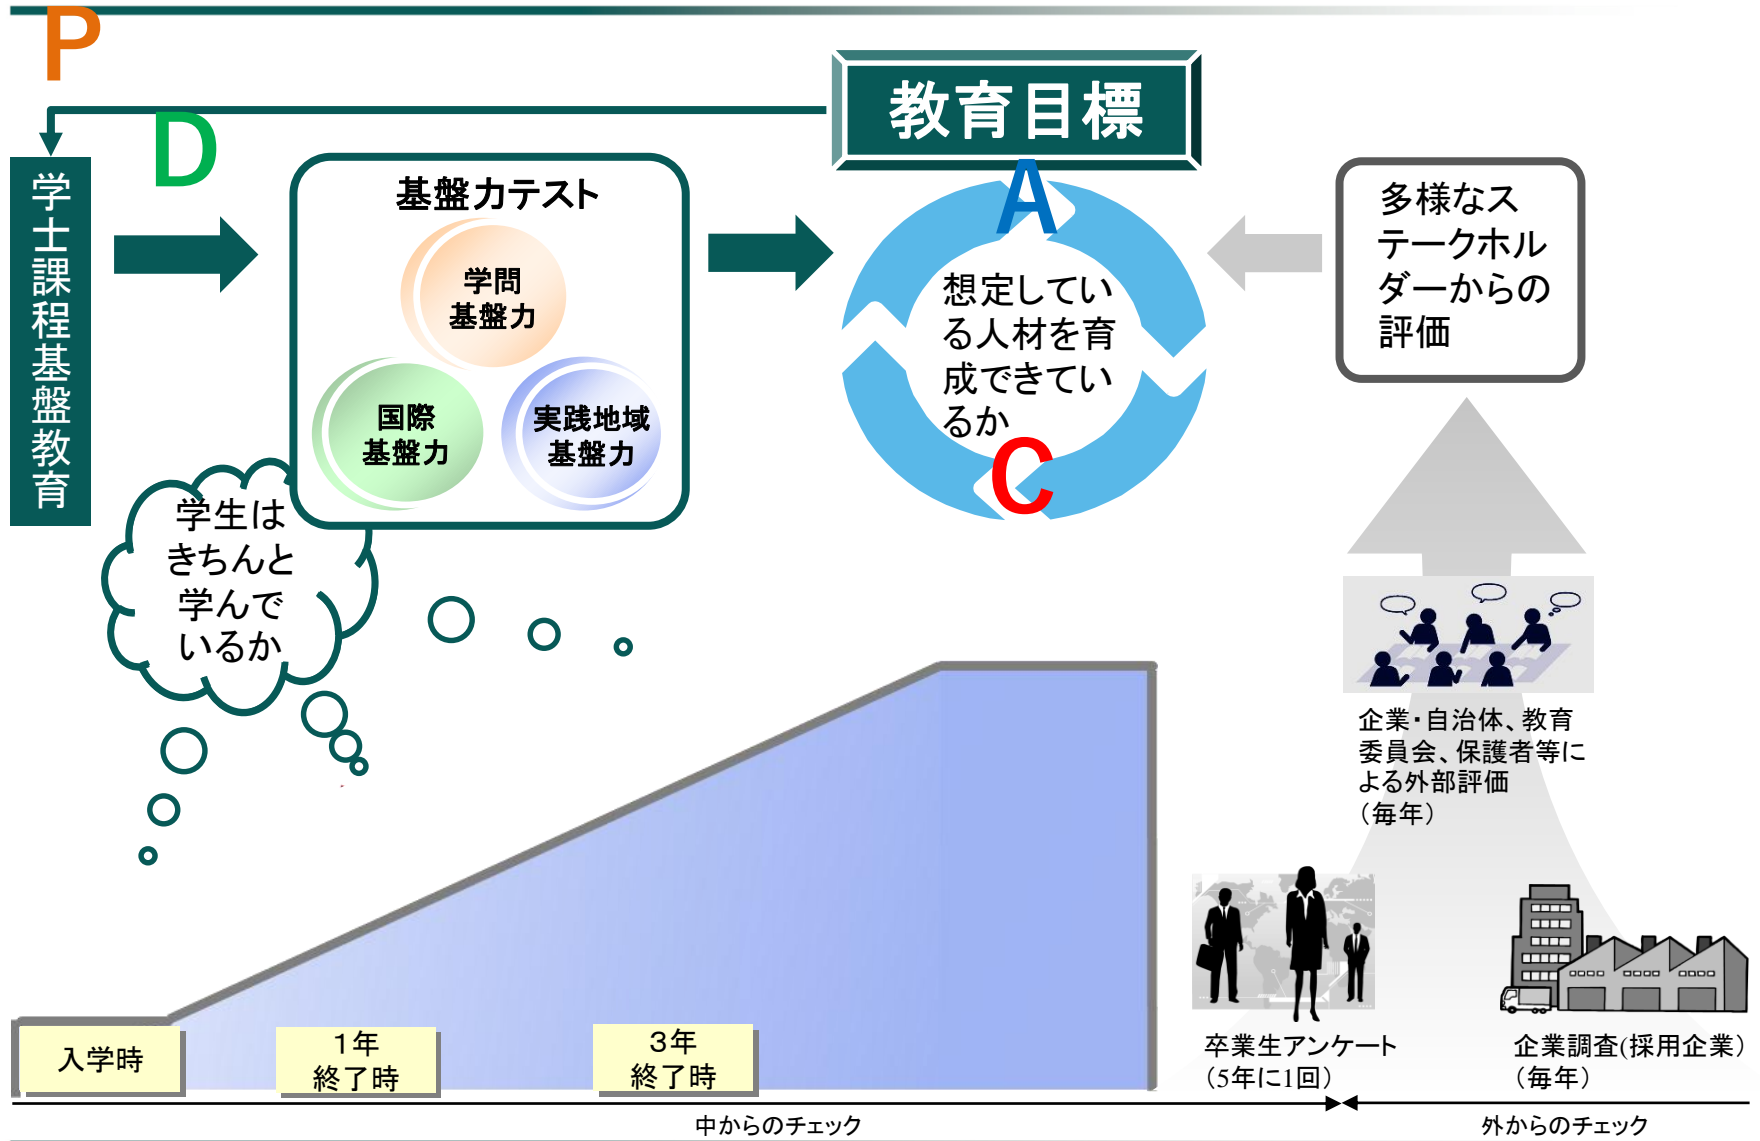 P
D
教育目標
学士課程基盤教育
基盤力テスト
学問
基盤力
国際
基盤力
実践地域
基盤力
A
想定してい
る人材を育
成できてい
るか
C
多様なス
テークホル
ダーからの
評価
学生は
きちんと
学んで
いるか
企業・自治体、教育
委員会、保護者等に
よる外部評価
（毎年）
入学時
１年
終了時
３年
終了時
卒業生アンケート
（5年に1回）
企業調査(採用企業）
（毎年）
中からのチェック
外からのチェック